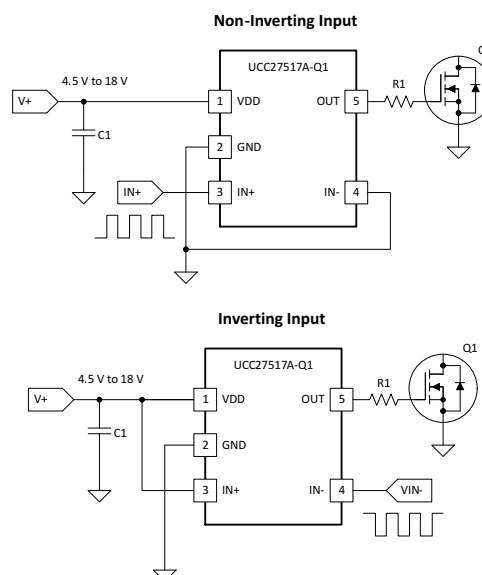 Non-Inverting Input
UCC27517A-Q1
4.5 V to 18 V
V+
1 VDD
OUT 5
R1
Q
C1
2 GND
IN+
3 IN+
IN- 4
Inverting Input
UCC27517A-Q1
Q1
4.5 V to 18 V
V+
1 VDD
OUT 5
R1
C1
2 GND
3 IN+
IN- 4
VIN-